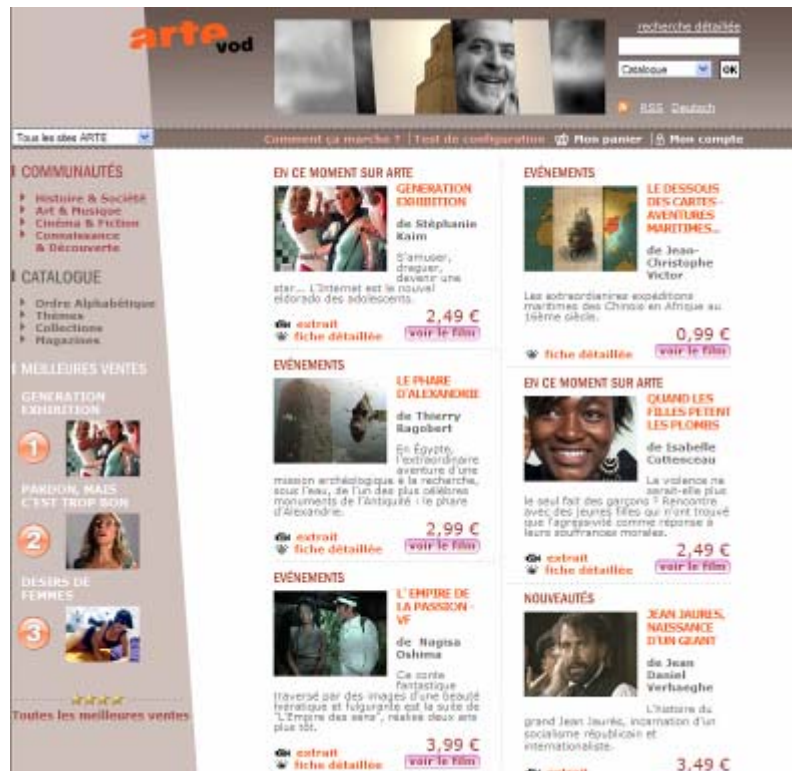 arte
vod
recherche détaillée
Catalogue
OK
RSS Deutsch
Tous les sites ARTE
Comment ça marche ? | Test de configuration Mon panier | Mon compte
COMMUNAUTÉS
Histoire & Société
Art & Musique
Cinéma & Fiction
Connaissance
& Découverte
CATALOGUE
Ordre Alphabétique
Thèmes
Collections
Magazines
MEILLEURES VENTES
GENERATION
EXHIBITION
1
PARDON, MAIS
C'EST TROP BON
2
DESIRS DE
FEMMES
3
Toutes les meilleures ventes
EN CE MOMENT SUR ARTE
GENERATION
EXHIBITION
de Stéphanie
Kaim
S'amuser,
draguer,
devenir une
star... L'Internet est le nouvel
eldorado des adolescents.
2,49 €
extrait
voir le film
fiche détaillée
EVÉNEMENTS
LE PHARE
D'ALEXANDRIE
de Thierry
Ragobert
En Égypte,
l'extraordinaire
aventure d'une
mission archéologique à la recherche,
sous l'eau, de l'un des plus célèbres
monuments de l'Antiquité : le phare
d'Alexandrie.
2,99 €
extrait
voir le film
fiche détaillée
EVÉNEMENTS
L'EMPIRE DE
LA PASSION -
VF
de Nagisa
Oshima
Ce conte
fantastique
traversé par des images d'une beauté
hiératique et fulgurante est la suite de
"L'Empire des sens", réalisé deux ans
plus tôt.
3,99 €
extrait
voir le film
fiche détaillée
EVÉNEMENTS
LE DESSOUS
DES CARTES -
AVENTURES
MARITIMES...
de Jean-
Christophe
Victor
Les extraordianires expéditions
maritimes des Chinois en Afrique au
16ème siècle.
0,99 €
voir le film
fiche détaillée
EN CE MOMENT SUR ARTE
QUAND LES
FILLES PETENT
LES PLOMBS
de Isabelle
Cottenceau
La violence ne
serait-elle plus
le seul fait des garçons ? Rencontre
avec des jeunes filles qui n'ont trouvé
que l'agressivité comme réponse à
leurs souffrances morales.
2,49 €
extrait
voir le film
fiche détaillée
NOUVEAUTÉS
JEAN JAURES,
NAISSANCE
D'UN GEANT
de Jean
Daniel
Verhaeghe
L'histoire du
grand Jean Jaurès, incarnation d'un
socialisme républicain et
internationaliste.
3,49 €
extrait